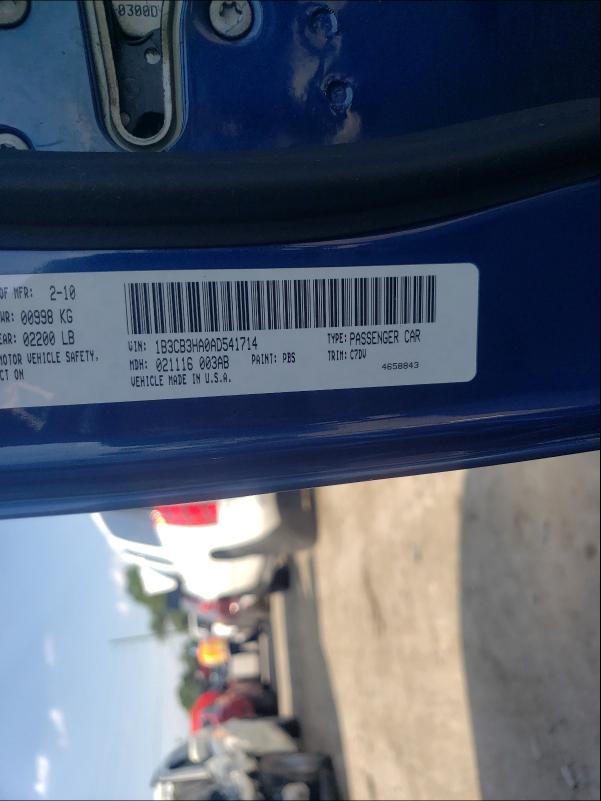 0300D
OF MFR: 2-10
WR: 00998 KG
EAR: 02200 LB
MOTOR VEHICLE SAFETY,
CT ON
VIN: 1B3CB3HA0AD541714
TYPE: PASSENGER CAR
MDH: 021116 003AB
PAINT: PBS
TRIM: C7DV
VEHICLE MADE IN U.S.A.
4658843